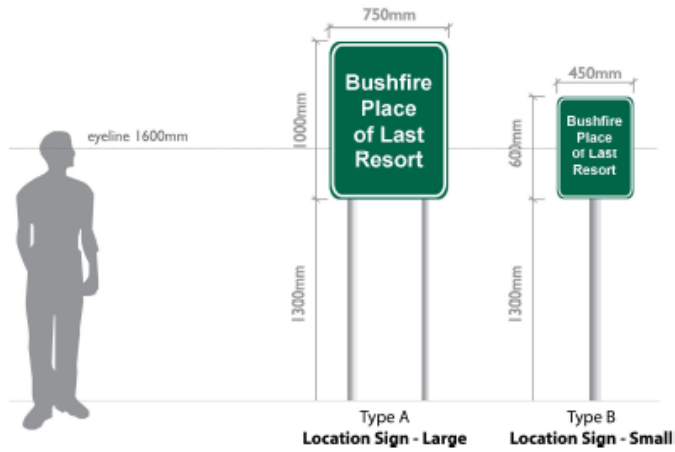 750mm
Bushfire
Place
of Last
Resort
1000mm
1300mm
eyeline 1600mm
450mm
Bushfire
Place
of Last
Resort
600mm
1300mm
Type A
Location Sign - Large
Type B
Location Sign - Small